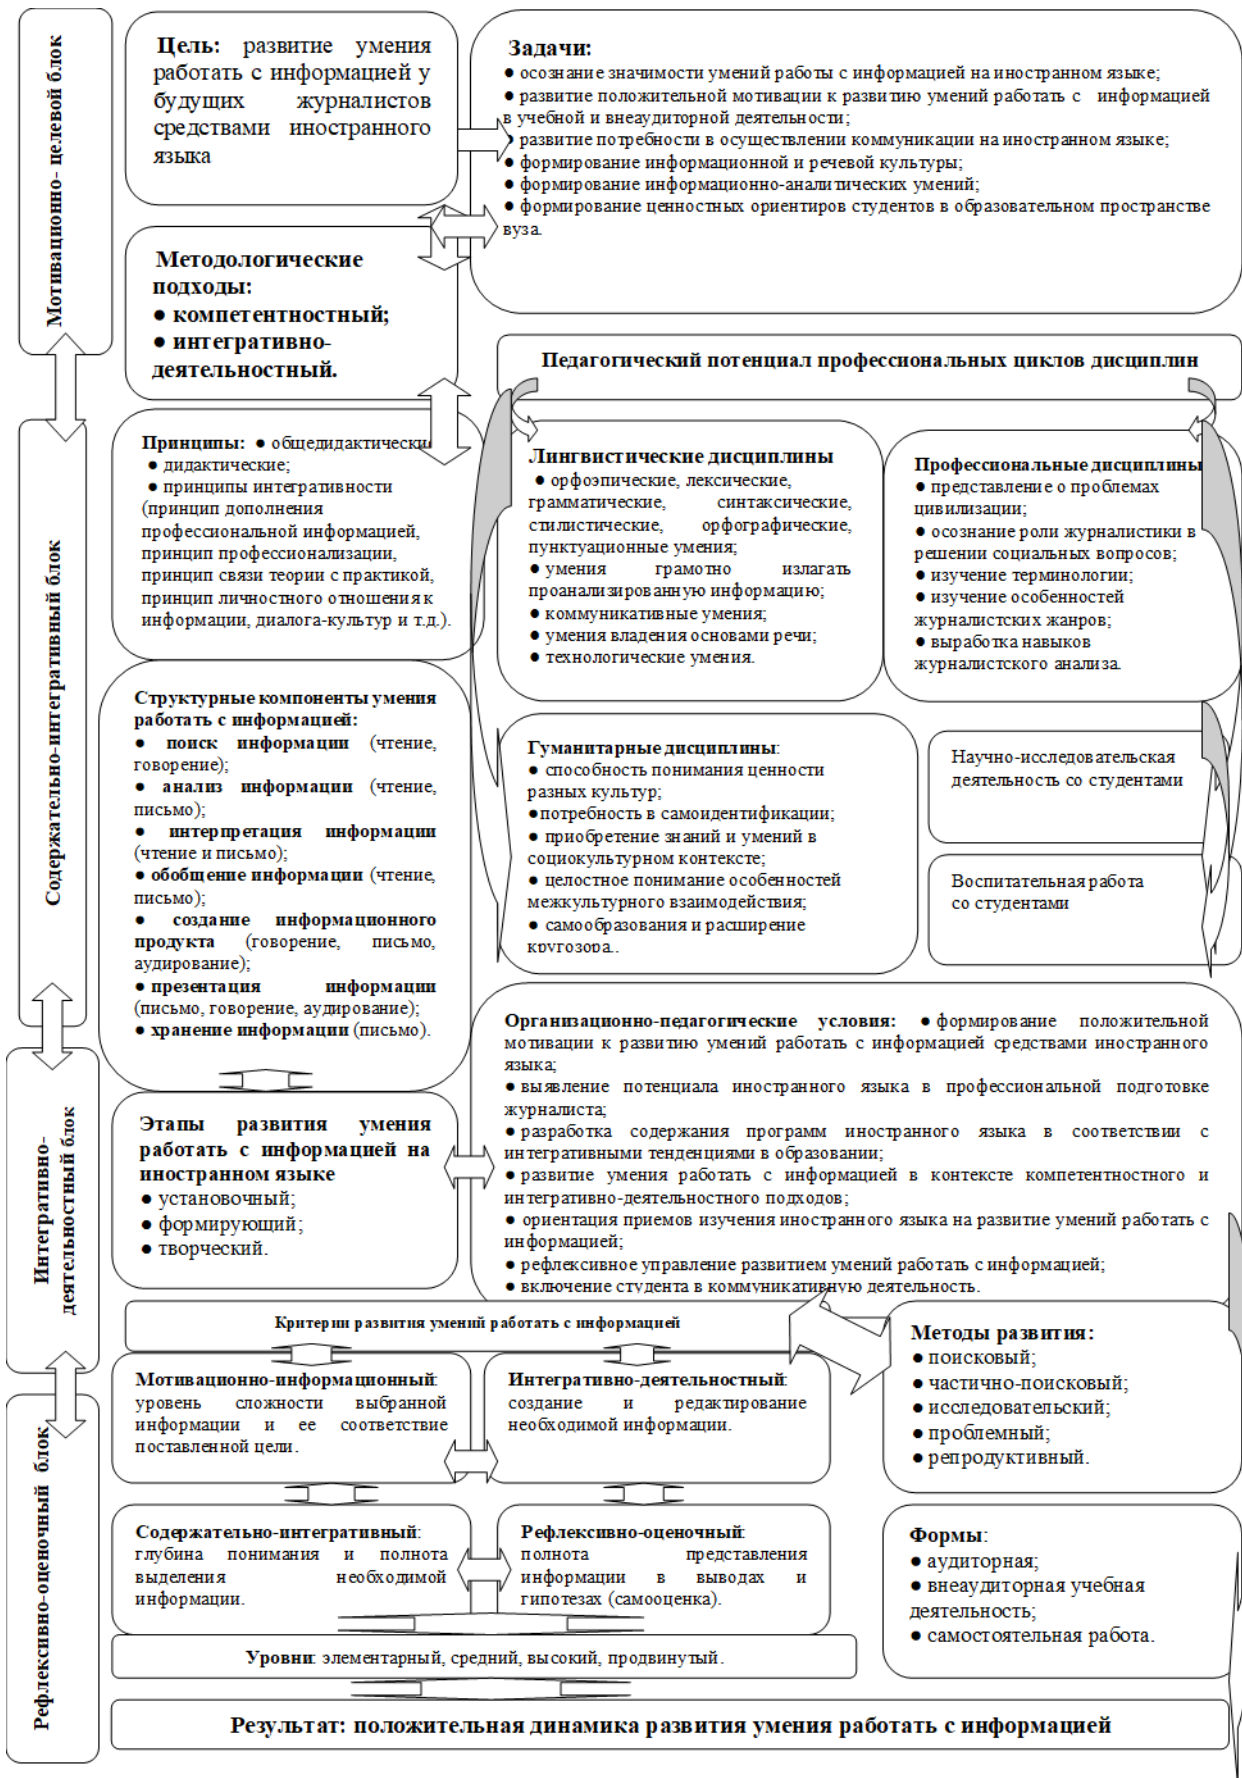 Мотивационно- целевой блок
Цель: развитие умения
работать с информацией у
будущих журналистов
средствами иностранного
языка
Задачи:
● осознание значимости умений работы с информацией на иностранном языке;
● развитие положительной мотивации к развитию умений работать с информацией
в учебной и внеаудиторной деятельности;
● развитие потребности в осуществлении коммуникации на иностранном языке;
● формирование информационной и речевой культуры;
● формирование информационно-аналитических умений;
● формирование ценностных ориентиров студентов в образовательном пространстве
вуза.
Методологические
подходы:
● компетентностный;
● интегративно-
деятельностный.
Педагогический потенциал профессиональных циклов дисциплин
Содержательно-интегративный блок
Принципы: ● общедидактические
● дидактические;
● принципы интегративности
(принцип дополнения
профессиональной информацией,
принцип профессионализации,
принцип связи теории с практикой,
принцип личностного отношения к
информации, диалога-культур и т.д.).
Лингвистические дисциплины
● орфоэпические, лексические,
грамматические, синтаксические,
стилистические, орфографические,
пунктуационные умения;
● умения грамотно излагать
проанализированную информацию;
● коммуникативные умения;
● умения владения основами речи;
● технологические умения.
Профессиональные дисциплины
● представление о проблемах
цивилизации;
● осознание роли журналистики в
решении социальных вопросов;
● изучение терминологии;
● изучение особенностей
журналистских жанров;
● выработка навыков
журналистского анализа.
Структурные компоненты умения
работать с информацией:
● поиск информации (чтение,
говорение);
● анализ информации (чтение,
письмо);
● интерпретация информации
(чтение и письмо);
● обобщение информации (чтение,
письмо);
● создание информационного
продукта (говорение, письмо,
аудирование);
● презентация информации
(письмо, говорение, аудирование);
● хранение информации (письмо).
Гуманитарные дисциплины:
● способность понимания ценности
разных культур;
●потребность в самоидентификации;
● приобретение знаний и умений в
социокультурном контексте;
● целостное понимание особенностей
межкультурного взаимодействия;
● самообразования и расширение
кругозора..
Научно-исследовательская
деятельность со студентами
Воспитательная работа
со студентами
Интегративно-
деятельностный блок
Этапы развития умения
работать с информацией на
иностранном языке
● установочный;
● формирующий;
● творческий.
Организационно-педагогические условия: ● формирование положительной
мотивации к развитию умений работать с информацией средствами иностранного
языка;
● выявление потенциала иностранного языка в профессиональной подготовке
журналиста;
● разработка содержания программ иностранного языка в соответствии с
интегративными тенденциями в образовании;
● развитие умения работать с информацией в контексте компетентностного и
интегративно-деятельностного подходов;
● ориентация приемов изучения иностранного языка на развитие умений работать с
информацией;
● рефлексивное управление развитием умений работать с информацией;
● включение студента в коммуникативную деятельность.
Критерии развития умений работать с информацией
Рефлексивно-оценочный блок
Мотивационно-информационный:
уровень сложности выбранной
информации и ее соответствие
поставленной цели.
Интегративно-деятельностный:
создание и редактирование
необходимой информации.
Методы развития:
● поисковый;
● частично-поисковый;
● исследовательский;
● проблемный;
● репродуктивный.
Содержательно-интегративный:
глубина понимания и полнота
выделения необходимой
информации.
Рефлексивно-оценочный:
полнота представления
информации в выводах и
гипотезах (самооценка).
Формы:
● аудиторная;
● внеаудиторная учебная
деятельность;
● самостоятельная работа.
Уровни: элементарный, средний, высокий, продвинутый.
Результат: положительная динамика развития умения работать с информацией